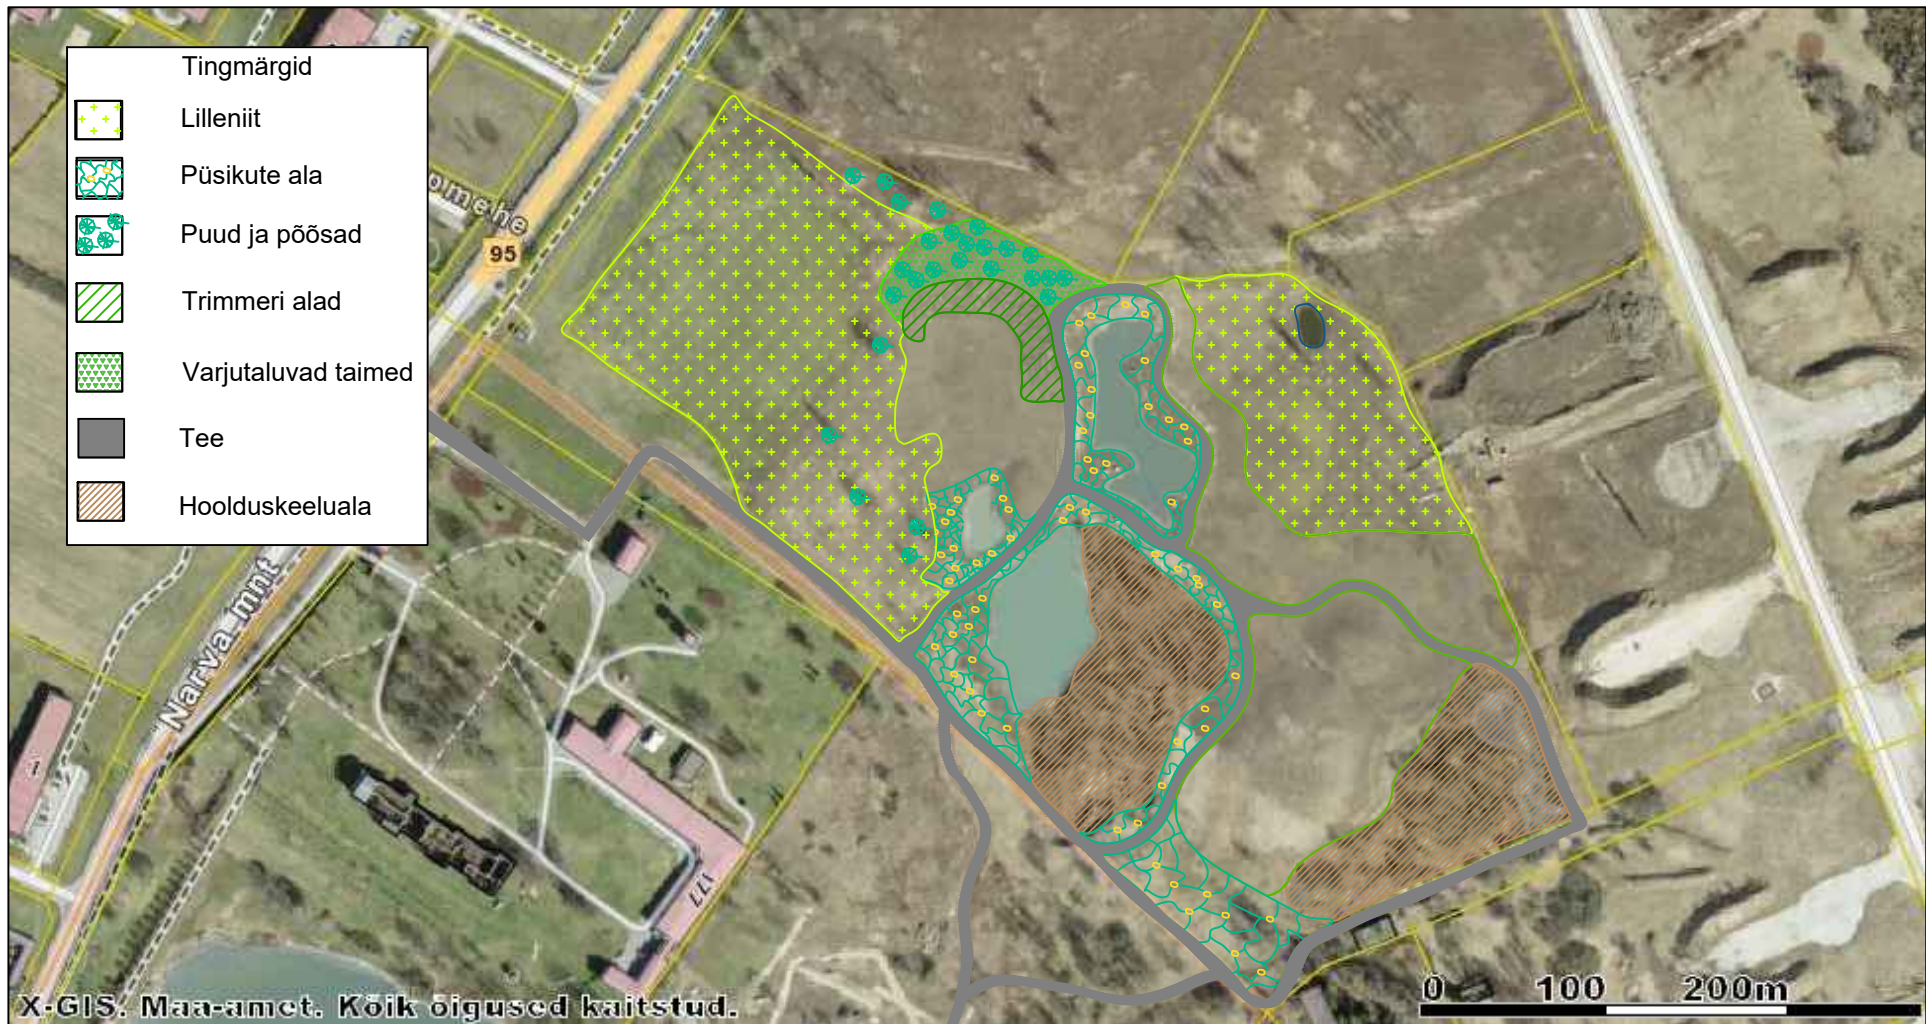 Tingmärgid
Lilleniit
Püsikute ala
Puud ja põõsad
Trimmeri alad
Varjutaluvad taimed
Tee
Hoolduskeeluala
95
Narva mnt
177
X-GIS. Maa-amet. Kõik õigused kaitstud.
0 100 200m